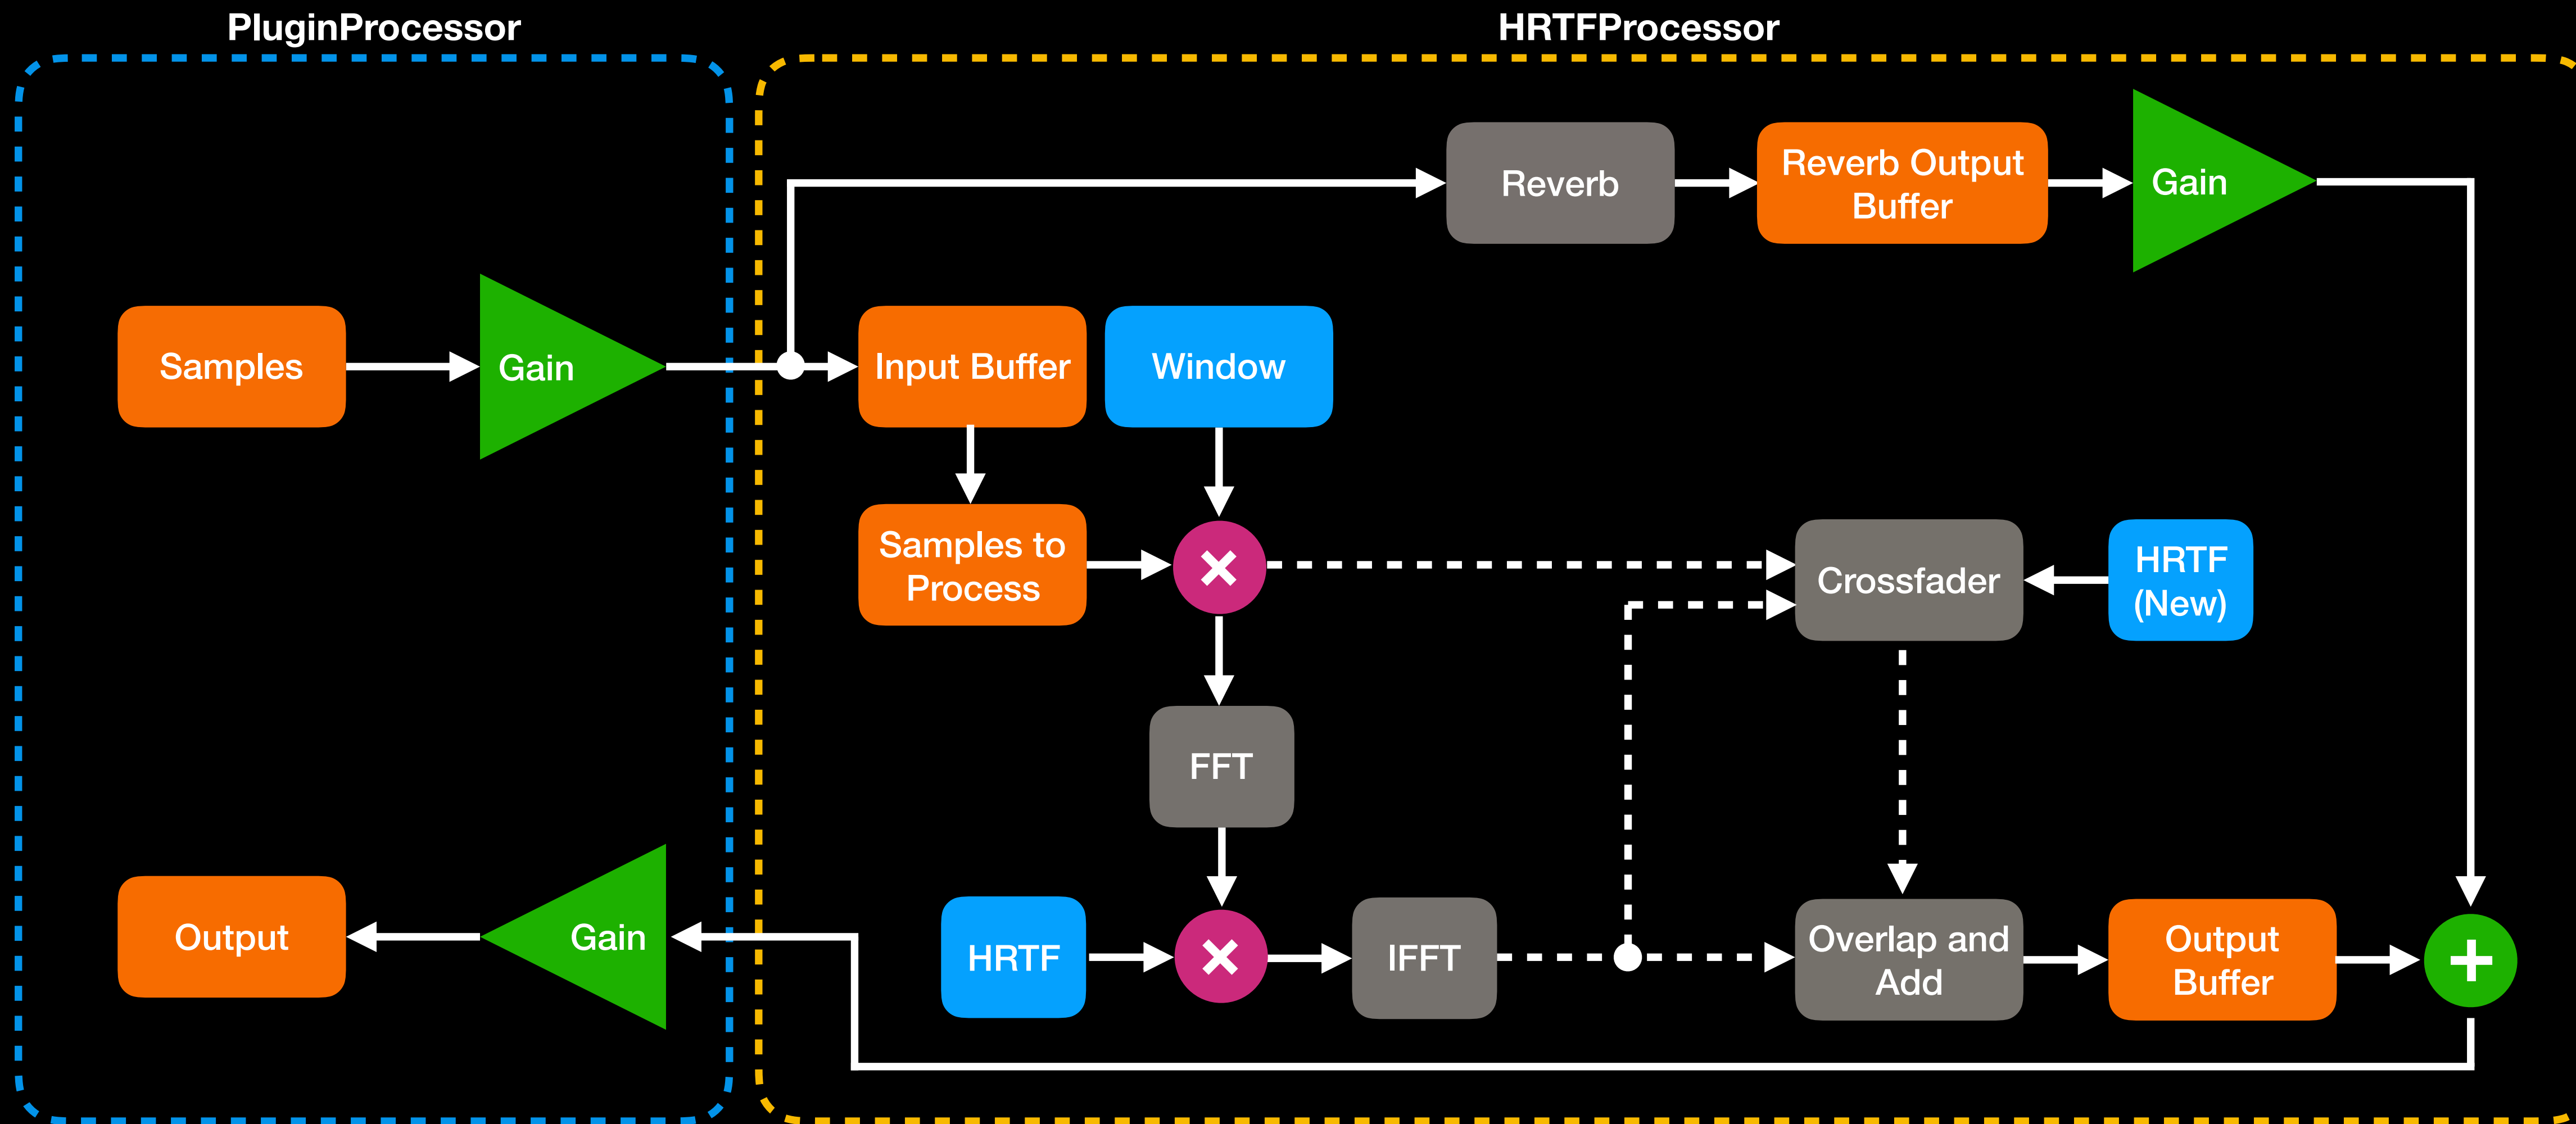 PluginProcessor
HRTFProcessor
Reverb
Reverb Output
Buffer
Gain
Samples
Gain
Input Buffer
Window
Samples to
Process
×
Crossfader
HRTF
(New)
FFT
Output
Gain
HRTF
×
IFFT
Overlap and
Add
Output
Buffer
+